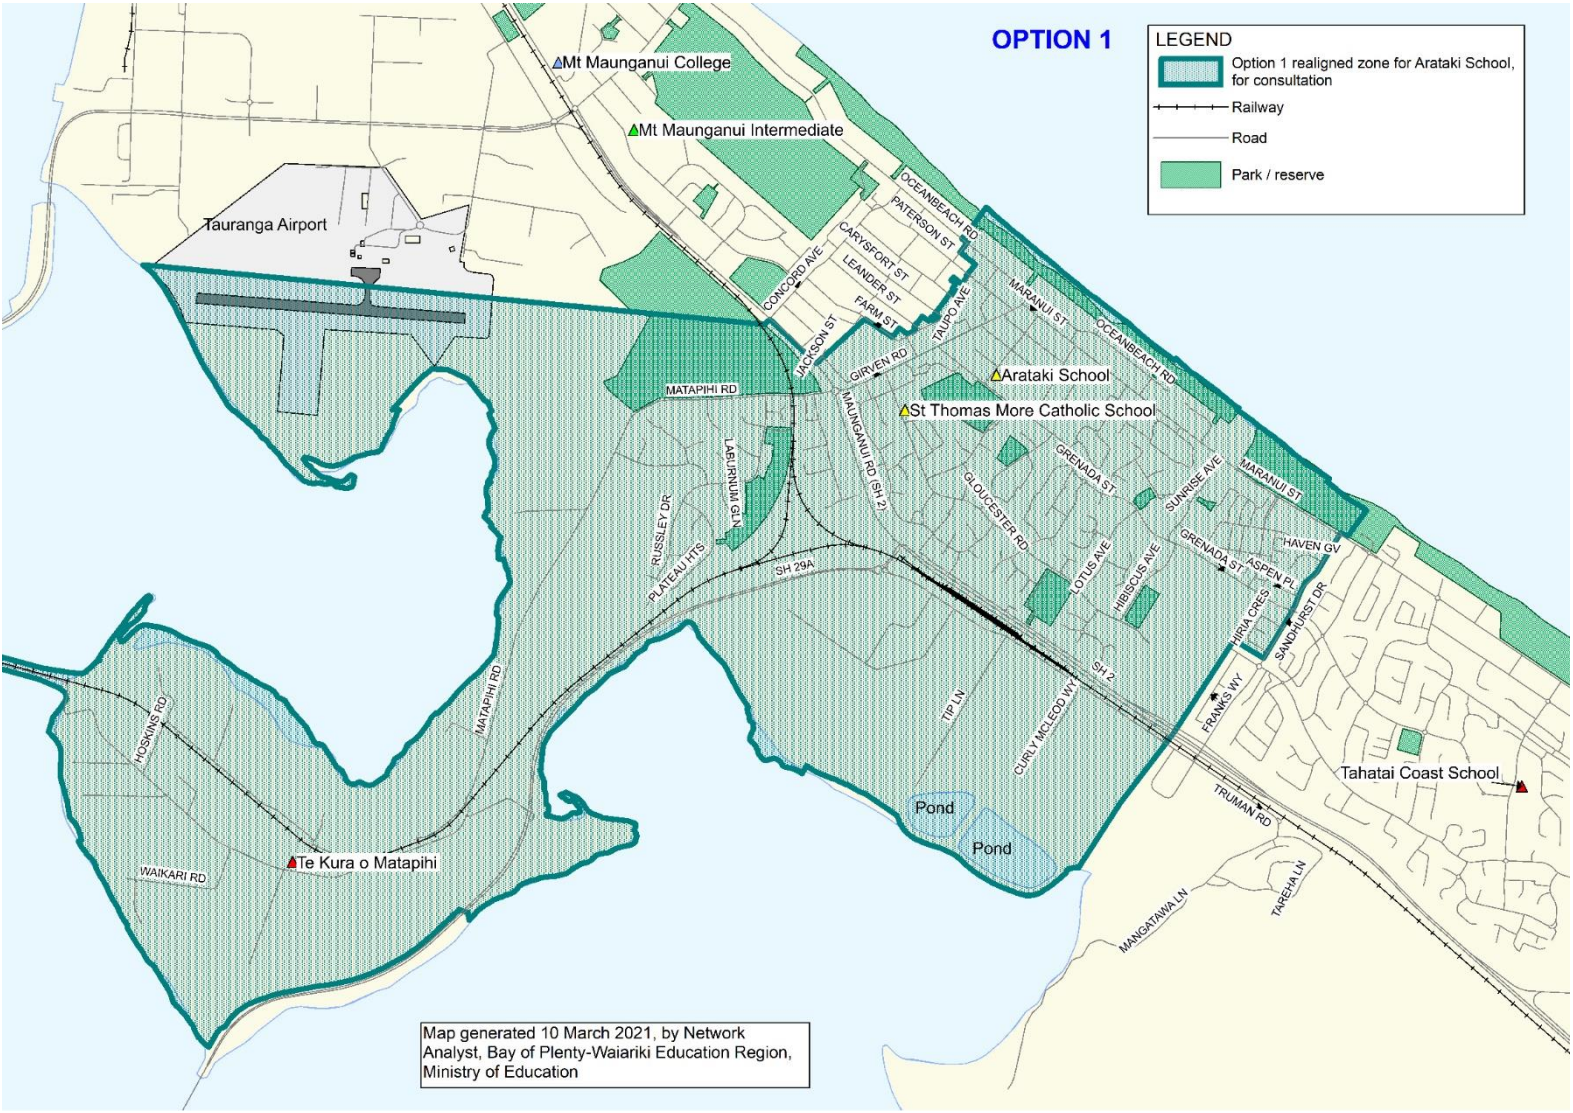 OPTION 1
LEGEND
Option 1 realigned zone for Arataki School,
for consultation
Railway
Road
Park / reserve
Mt Maunganui College
Mt Maunganui Intermediate
Tauranga Airport
OCEANBEACH RD
PATERSON ST
CARYSFORT ST
LEANDER ST
FARM ST
CONCORD AVE
JACKSON ST
TAUPO AVE
MARANUI ST
OCEANBEACH RD
GIRVEN RD
Arataki School
St Thomas More Catholic School
MATAPIHI RD
MAUNGANUI RD (SH 2)
LABURNUM GLN
RUSSLEY DR
PLATEAU HTS
SH 29A
GLOUCESTER RD
GRENADA ST
SUNRISE AVE
MARANUI ST
LOTUS AVE
HIBISCUS AVE
GRENADA ST
ASPEN PL
HAVEN GV
HIRIA CRES
SANDHURST DR
SH 2
FRANKS WY
TIP LN
CURLY MCLEOD WY
MATAPIHI RD
HOSKINS RD
Tahatai Coast School
TRUMAN RD
Pond
Pond
Te Kura o Matapihi
WAIKARI RD
TAREHA LN
MANGATAWA LN
Map generated 10 March 2021, by Network
Analyst, Bay of Plenty-Waiariki Education Region,
Ministry of Education